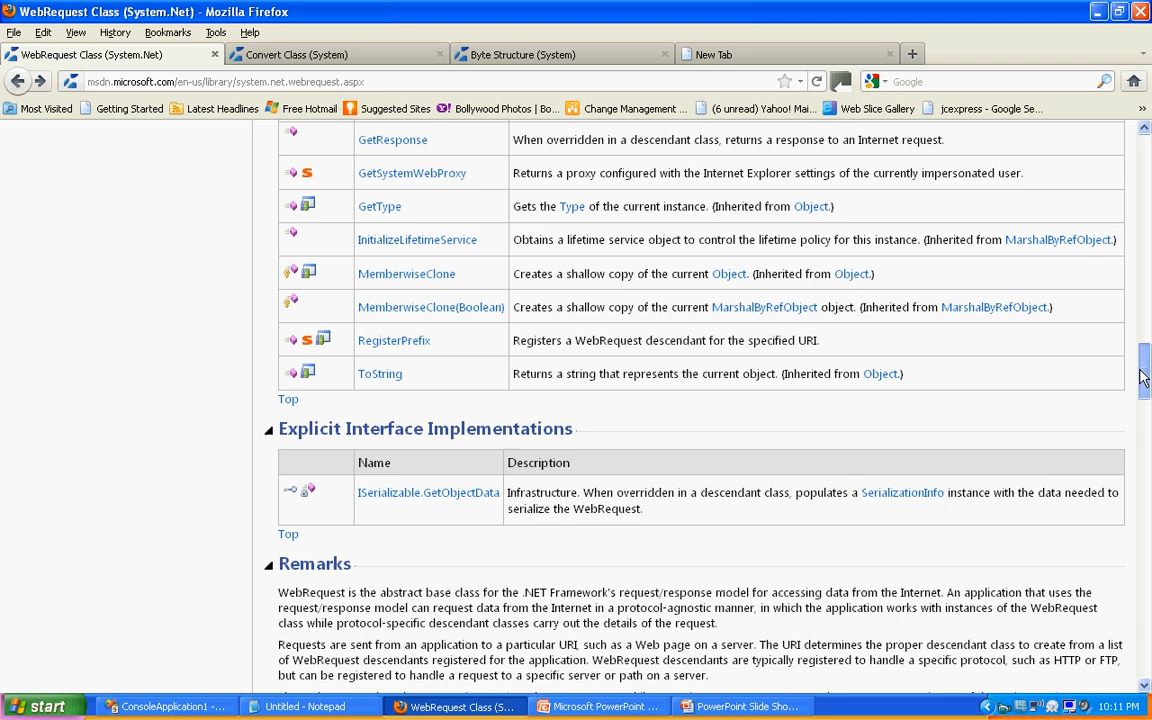 WebRequest Class (System.Net) - Mozilla Firefox
File Edit View History Bookmarks Tools Help
WebRequest Class (System.Net) × Convert Class (System) × Byte Structure (System) × New Tab × +
msdn.microsoft.com/en-us/library/system.net.webrequest.aspx Google
Most Visited Getting Started Latest Headlines Free Hotmail Suggested Sites Bollywood Photos | Bo... Change Management ... (6 unread) Yahoo! Mai... Web Slice Gallery jcexpress - Google Se... »
GetResponse When overridden in a descendant class, returns a response to an Internet request.
S GetSystemWebProxy Returns a proxy configured with the Internet Explorer settings of the currently impersonated user.
GetType Gets the Type of the current instance. (Inherited from Object.)
InitializeLifetimeService Obtains a lifetime service object to control the lifetime policy for this instance. (Inherited from MarshalByRefObject.)
MemberwiseClone Creates a shallow copy of the current Object. (Inherited from Object.)
MemberwiseClone(Boolean) Creates a shallow copy of the current MarshalByRefObject object. (Inherited from MarshalByRefObject.)
S RegisterPrefix Registers a WebRequest descendant for the specified URI.
ToString Returns a string that represents the current object. (Inherited from Object.)
Top
Explicit Interface Implementations
Name Description
ISerializable.GetObjectData Infrastructure. When overridden in a descendant class, populates a SerializationInfo instance with the data needed to
serialize the WebRequest.
Top
Remarks
WebRequest is the abstract base class for the .NET Framework's request/response model for accessing data from the Internet. An application that uses the
request/response model can request data from the Internet in a protocol-agnostic manner, in which the application works with instances of the WebRequest
class while protocol-specific descendant classes carry out the details of the request.
Requests are sent from an application to a particular URI, such as a Web page on a server. The URI determines the proper descendant class to create from a list
of WebRequest descendants registered for the application. WebRequest descendants are typically registered to handle a specific protocol, such as HTTP or FTP,
but can be registered to handle a request to a specific server or path on a server.
start ConsoleApplication1 - ... Untitled - Notepad WebRequest Class (S... Microsoft PowerPoint ... PowerPoint Slide Sho... 10:11 PM